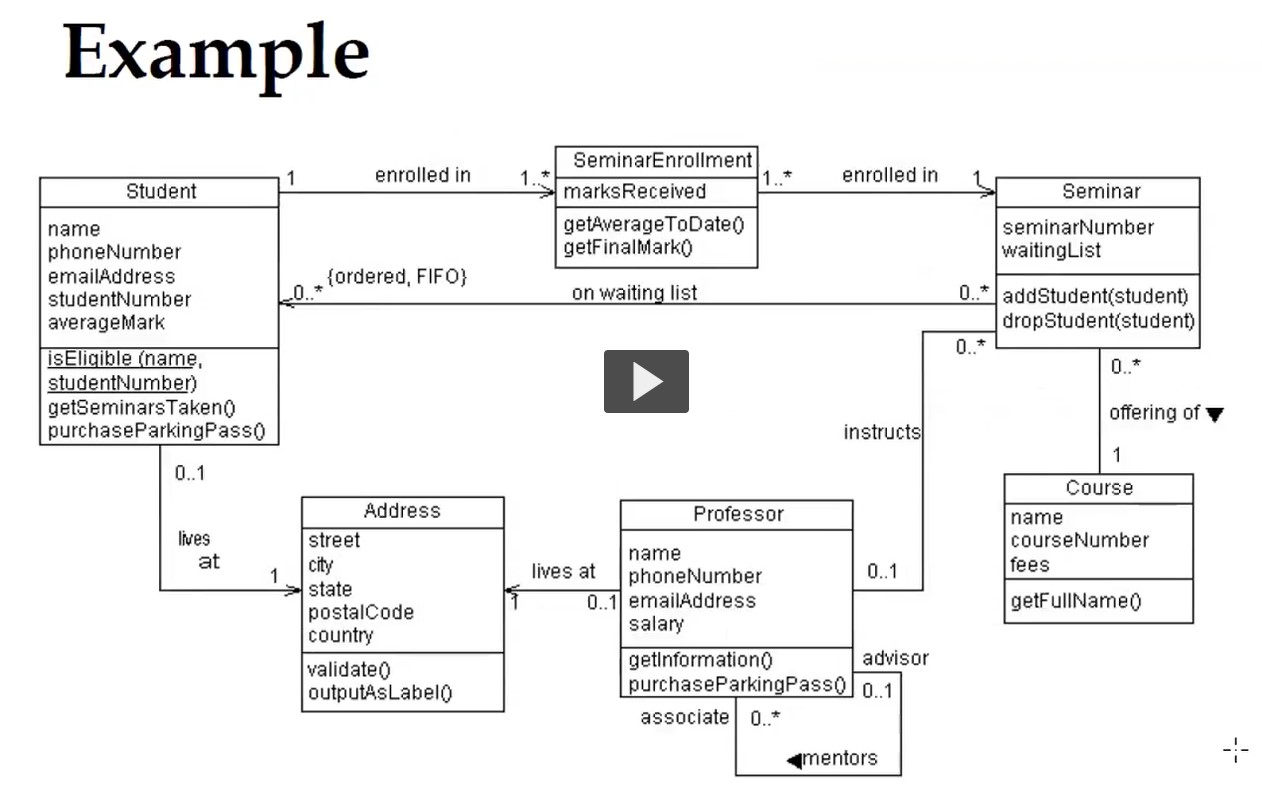 Example
Student
name
phoneNumber
emailAddress
studentNumber
averageMark
isEligible (name,
studentNumber)
getSeminarsTaken()
purchaseParkingPass()
1
enrolled in
1..*
SeminarEnrollment
marksReceived
getAverageToDate()
getFinalMark()
1..*
enrolled in
1
Seminar
seminarNumber
waitingList
addStudent(student)
dropStudent(student)
0..*
{ordered, FIFO}
on waiting list
0..*
0..*
instructs
0..1
0..*
offering of
1
Course
name
courseNumber
fees
getFullName()
0..1
lives
at
1
Address
street
city
state
postalCode
country
validate()
outputAsLabel()
lives at
1
0..1
Professor
name
phoneNumber
emailAddress
salary
getInformation()
purchaseParkingPass()
advisor
0..1
associate
0..*
mentors